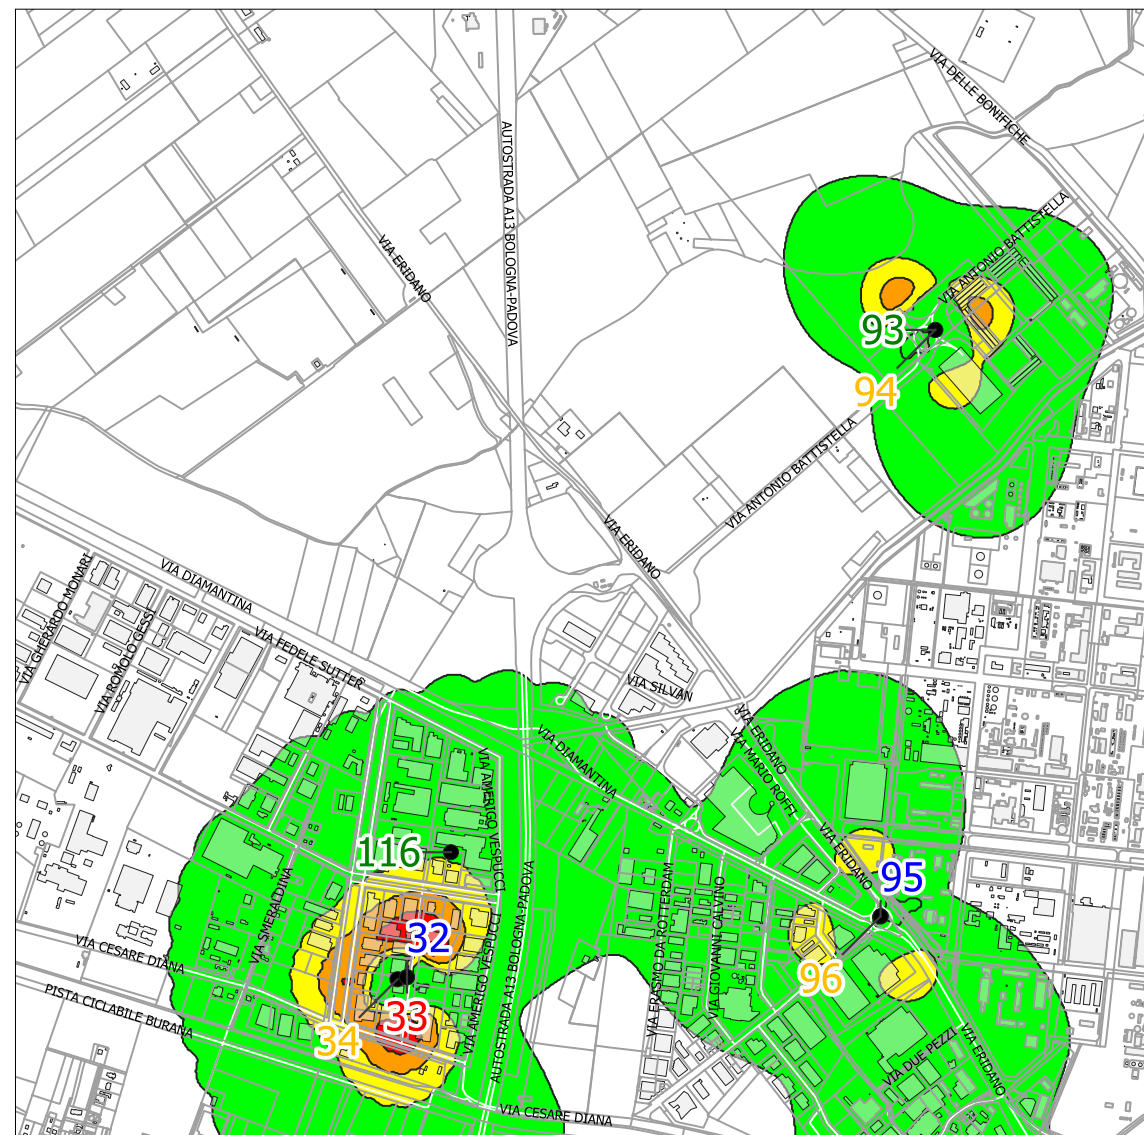 VIA DELLE BONIFICHE
AUTOSTRADA A13 BOLOGNA-PADOVA
VIA ERIDANO
VIA ANTONIO BATTISTELLA
93
94
VIA ANTONIO BATTISTELLA
VIA ERIDANO
VIA GHERARDO MONARI
VIA DIAMANTINA
VIA ROMOLO GESSI
VIA FEDELE SUTTER
VIA SILVAN
VIA ERIDANO
VIA MARIO ROFFI
VIA DIAMANTINA
VIA AMERIGO VESPUCCI
116
VIA ERIDANO
95
VIA SMERALDINA
VIA ERASMO DA ROTTERDAM
VIA GIOVANNI CALVINO
AUTOSTRADA A13 BOLOGNA-PADOVA
VIA AMERIGO VESPUCCI
32
VIA CESARE DIANA
96
PISTA CICLABILE BURANA
33
34
VIA DUE PEZZI
VIA ERIDANO
VIA CESARE DIANA